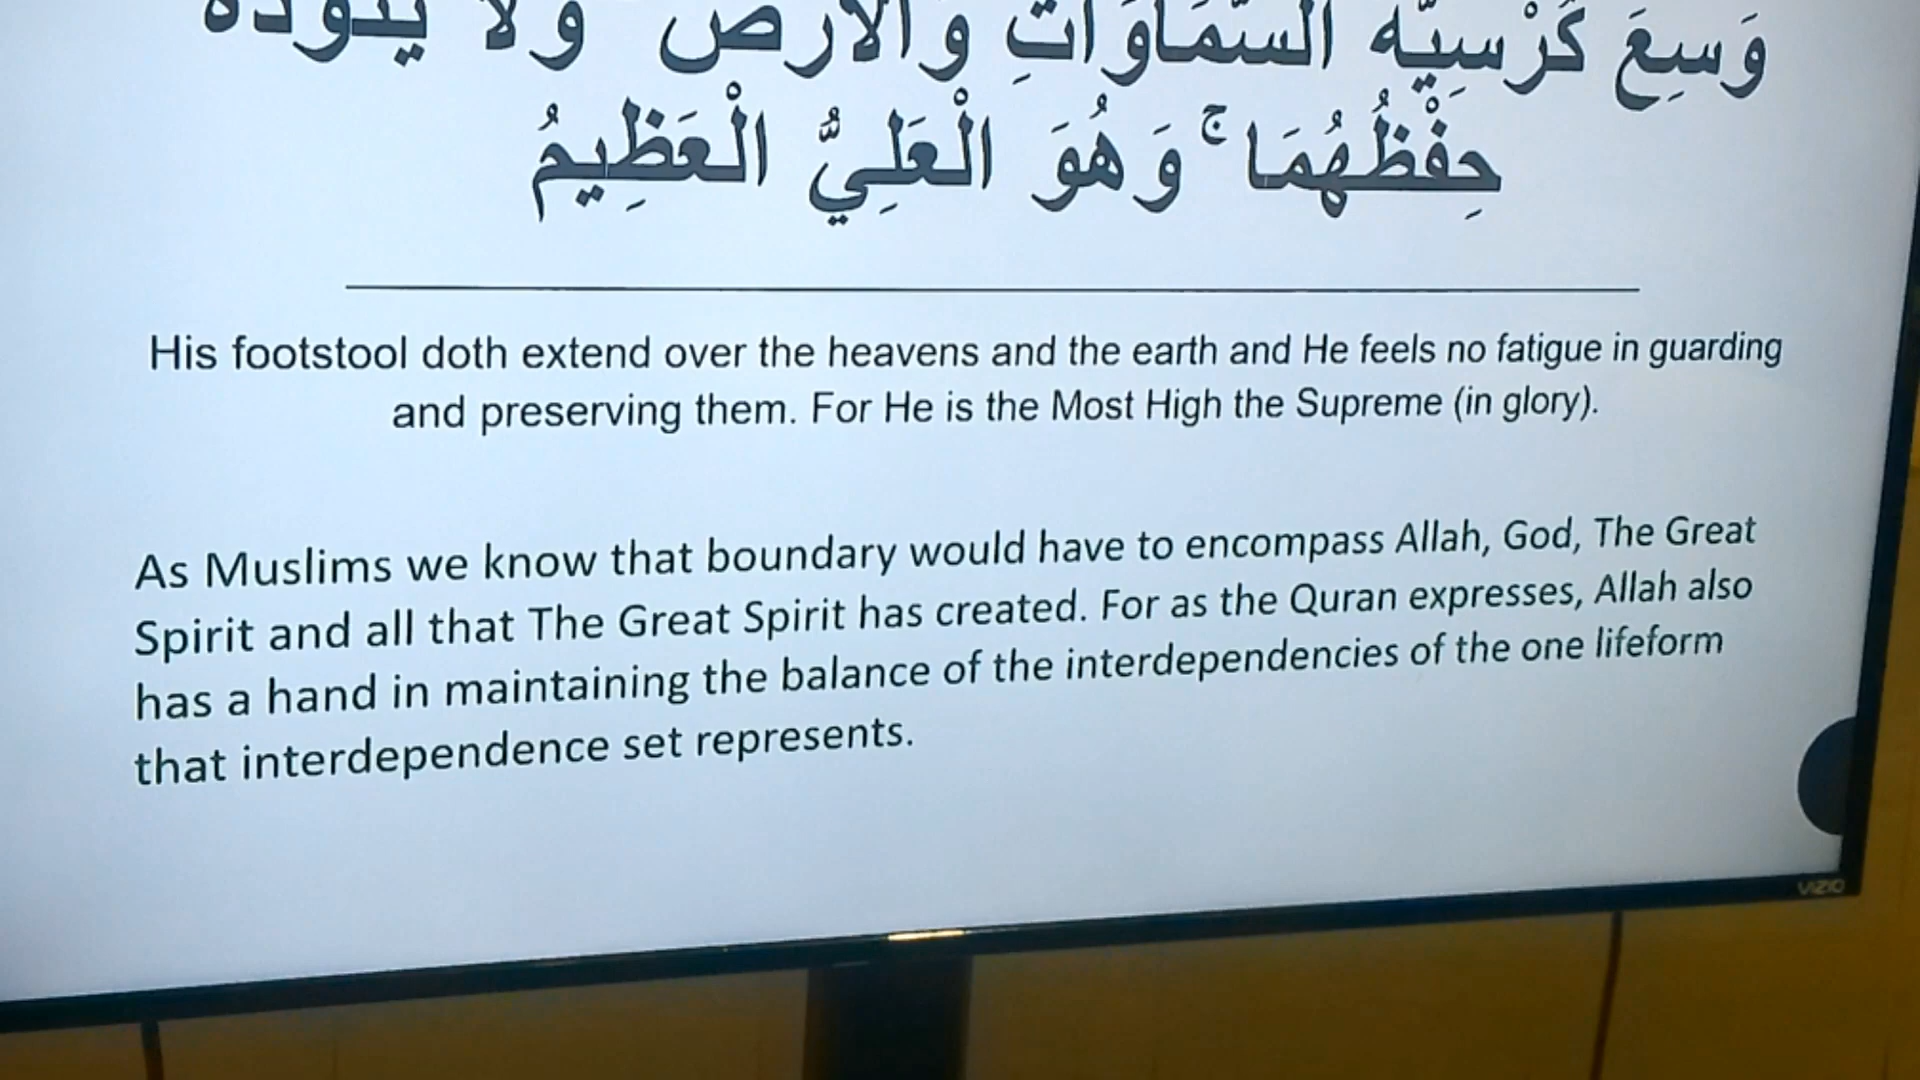 وَسِعَ كُرْسِيُّهُ السَّمَاوَاتِ وَالْأَرْضَ وَلَا
حِفْظُهُمَا ۚ وَهُوَ الْعَلِيُّ الْعَظِيمُ
His footstool doth extend over the heavens and the earth and He feels no fatigue in guarding
and preserving them. For He is the Most High the Supreme (in glory).
As Muslims we know that boundary would have to encompass Allah, God, The Great
Spirit and all that The Great Spirit has created. For as the Quran expresses, Allah also
has a hand in maintaining the balance of the interdependencies of the one lifeform
that interdependence set represents.
VIZIO